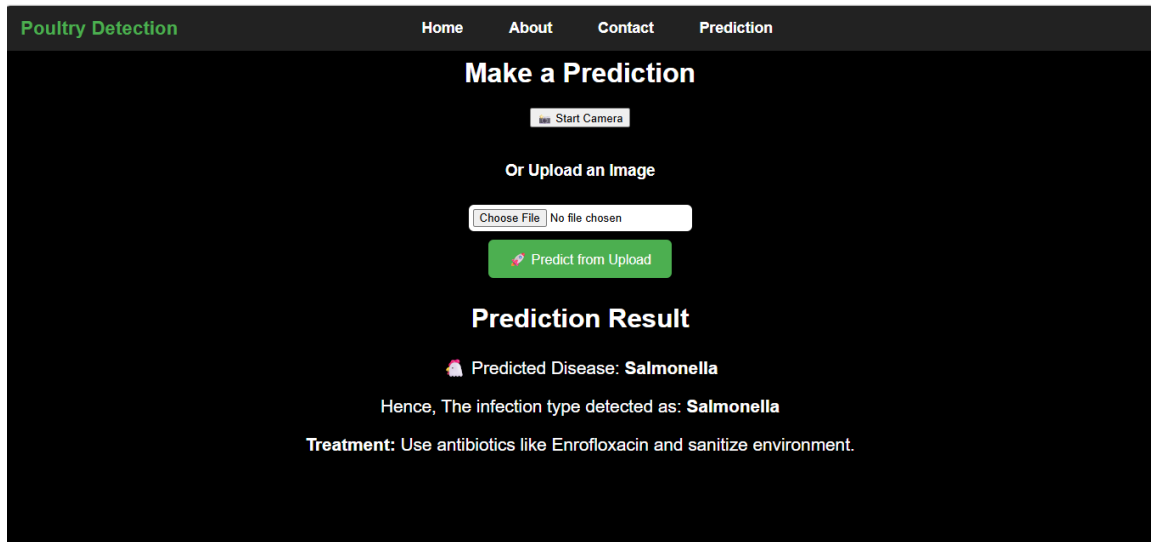 Poultry Detection Home About Contact Prediction
Make a Prediction
📸 Start Camera
Or Upload an Image
Choose File No file chosen
🚀 Predict from Upload
Prediction Result
🐔 Predicted Disease: Salmonella
Hence, The infection type detected as: Salmonella
Treatment: Use antibiotics like Enrofloxacin and sanitize environment.